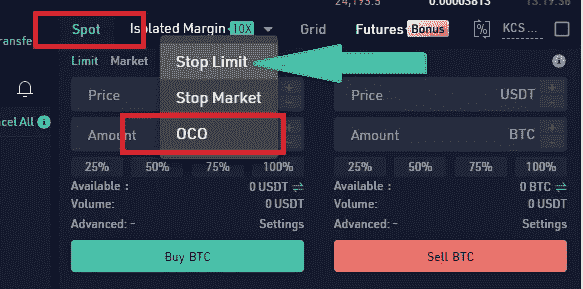 24,193.5 0.00003813 13:19:36
ransfe Spot Isolated Margin 10X Grid Futures Bonus KCS...
Limit Market Stop Limit
Price Stop Market Price USDT
cel All Amount OCO Amount BTC
25% 50% 75% 100% 25% 50% 75% 100%
Available : 0 USDT Available : 0 BTC
Volume: 0 USDT Volume: 0 USDT
Advanced: - Settings Advanced: - Settings
Buy BTC Sell BTC